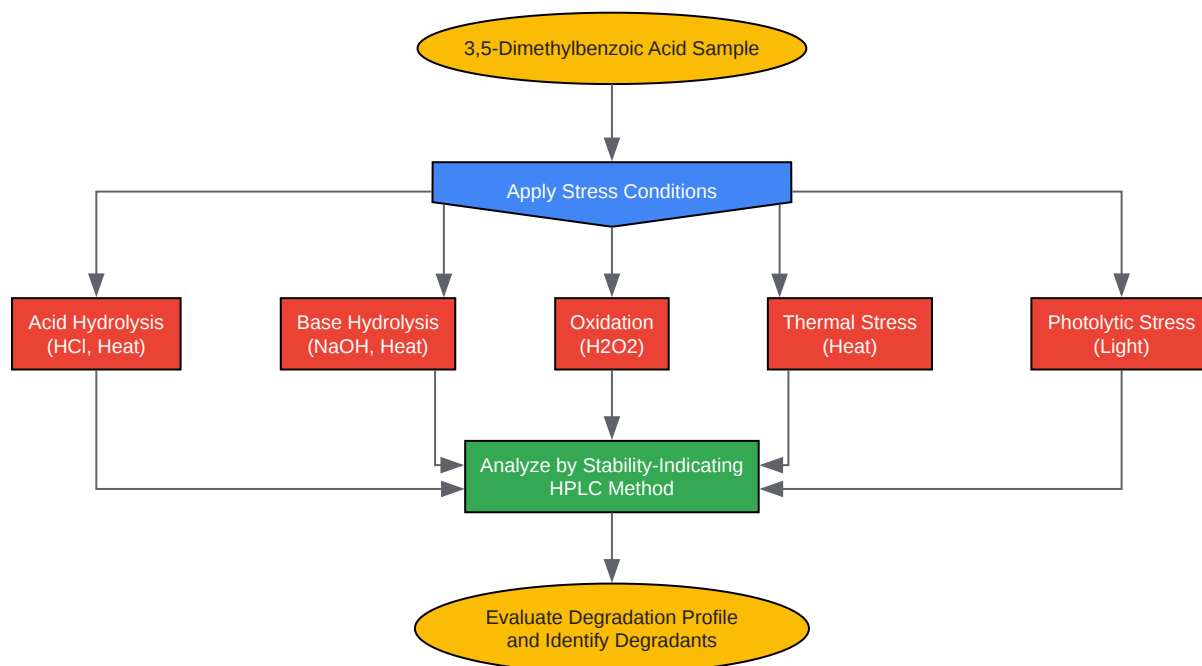 3,5-Dimethylbenzoic Acid Sample
Apply Stress Conditions
Acid Hydrolysis
(HCl, Heat)
Base Hydrolysis
(NaOH, Heat)
Oxidation
(H2O2)
Thermal Stress
(Heat)
Photolytic Stress
(Light)
Analyze by Stability-Indicating
HPLC Method
Evaluate Degradation Profile
and Identify Degradants